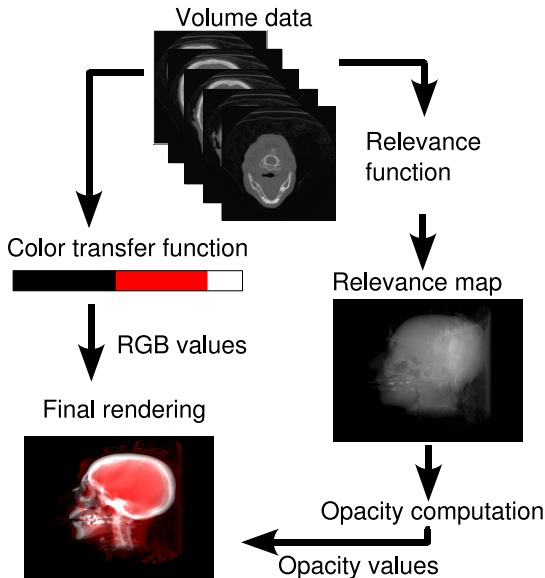 Volume data
Relevance
function
Color transfer function
Relevance map
RGB values
Final rendering
Opacity computation
Opacity values